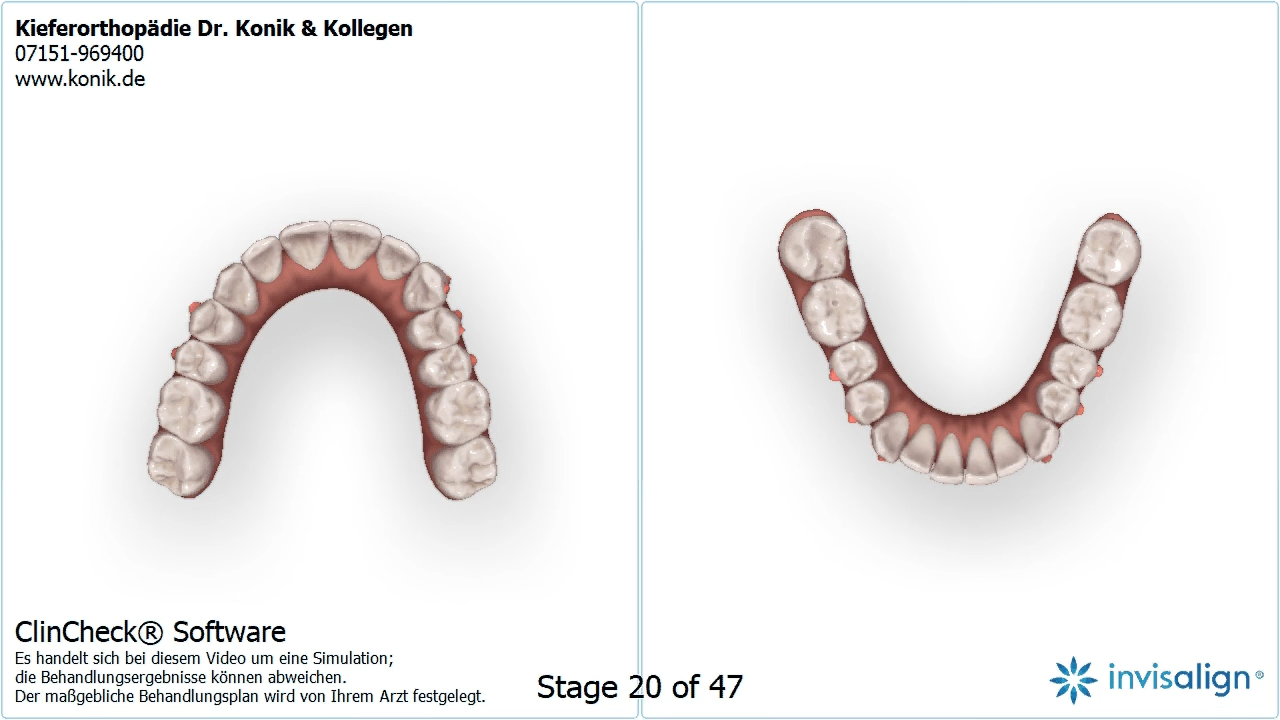 Kieferorthopädie Dr. Konik & Kollegen
07151-969400
www.konik.de
ClinCheck® Software
Es handelt sich bei diesem Video um eine Simulation;
die Behandlungsergebnisse können abweichen.
Der maßgebliche Behandlungsplan wird von Ihrem Arzt festgelegt.
Stage 20 of 47
invisalign®